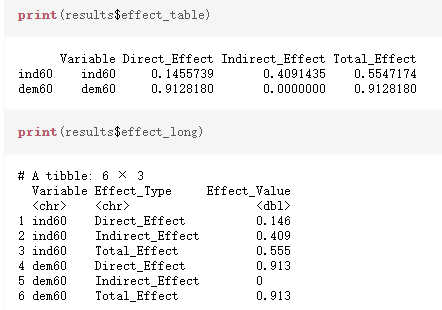 print(results$effect_table)
Variable Direct_Effect Indirect_Effect Total_Effect
ind60 ind60 0.1455739 0.4091435 0.5547174
dem60 dem60 0.9128180 0.0000000 0.9128180
print(results$effect_long)
# A tibble: 6 × 3
Variable Effect_Type Effect_Value
<chr> <chr> <dbl>
1 ind60 Direct_Effect 0.146
2 ind60 Indirect_Effect 0.409
3 ind60 Total_Effect 0.555
4 dem60 Direct_Effect 0.913
5 dem60 Indirect_Effect 0
6 dem60 Total_Effect 0.913